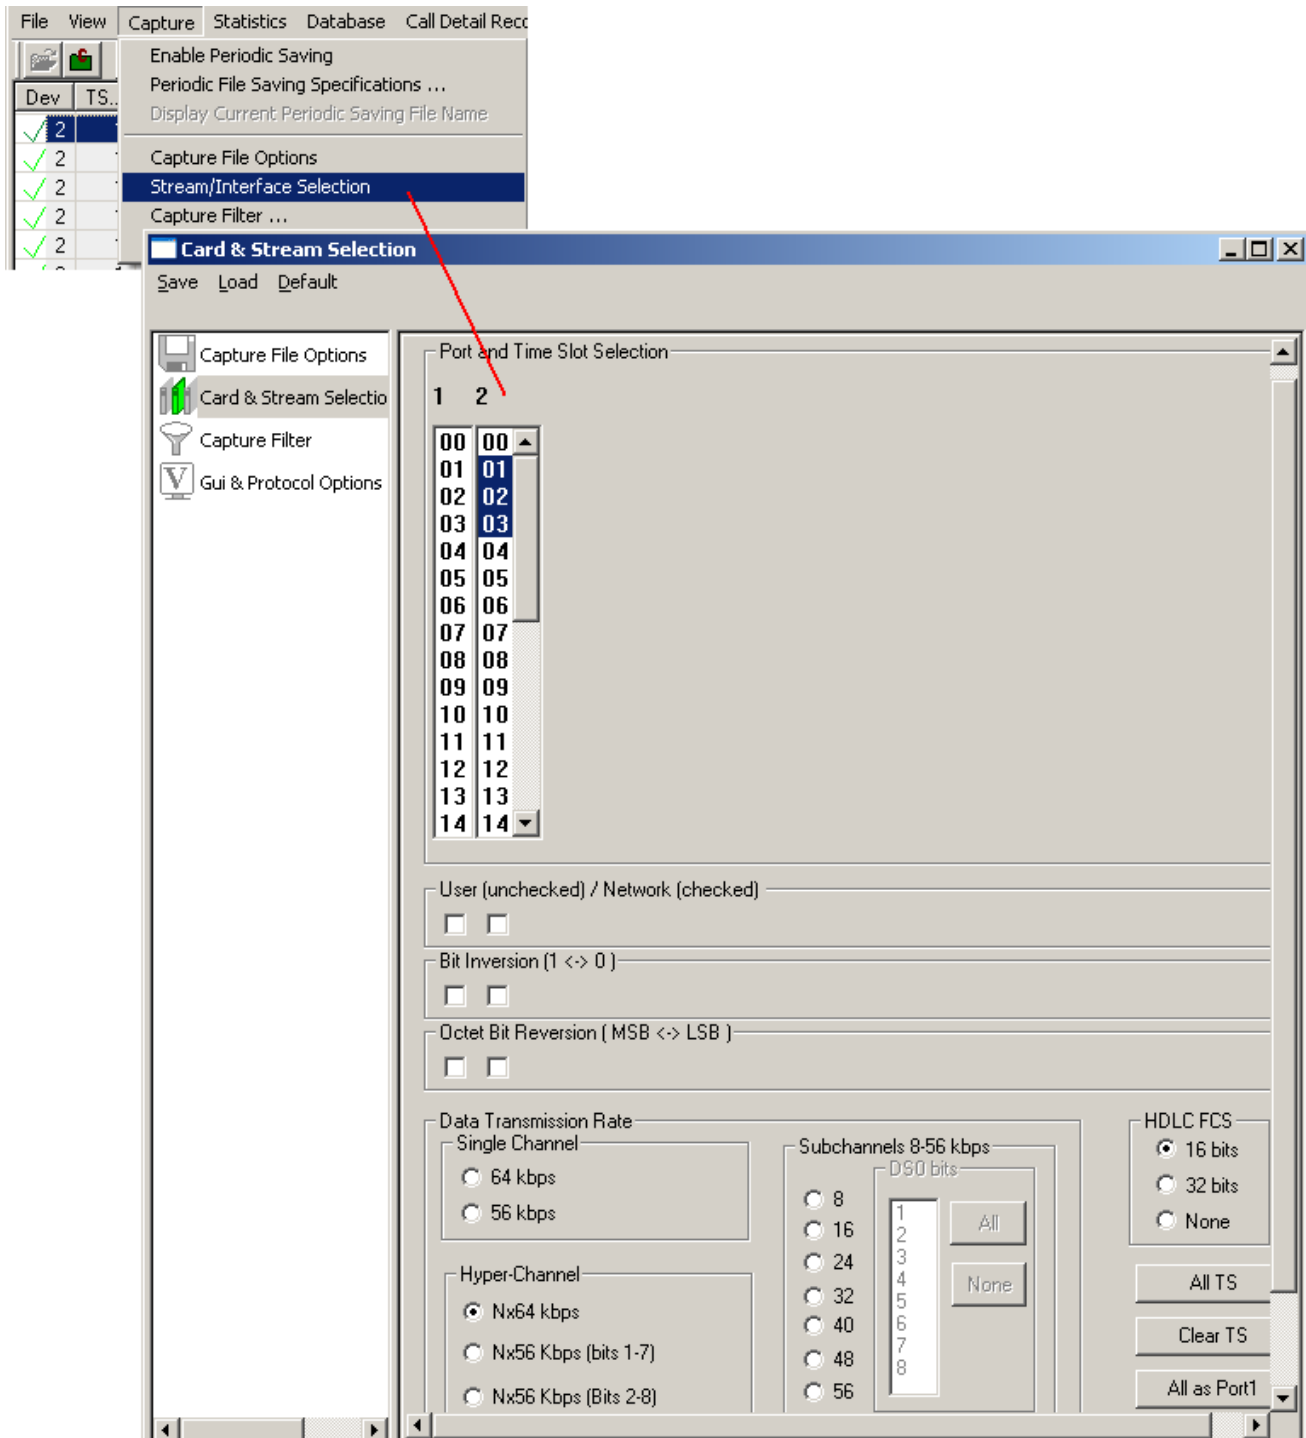 File View Capture Statistics Database Call Detail Reco
Enable Periodic Saving
Periodic File Saving Specifications ...
Display Current Periodic Saving File Name
Dev TS..
2
2
2
2
2
Capture File Options
Stream/Interface Selection
Capture Filter ...
Card & Stream Selection
Save Load Default
Capture File Options
Card & Stream Selectio
Capture Filter
Gui & Protocol Options
Port and Time Slot Selection
1 2
00 00
01 01
02 02
03 03
04 04
05 05
06 06
07 07
08 08
09 09
10 10
11 11
12 12
13 13
14 14
User (unchecked) / Network (checked)
Bit Inversion (1 <-> 0 )
Octet Bit Reversion ( MSB <-> LSB )
Data Transmission Rate
Single Channel
64 kbps
56 kbps
Hyper-Channel
Nx64 kbps
Nx56 Kbps (bits 1-7)
Nx56 Kbps (Bits 2-8)
Subchannels 8-56 kbps
8
16
24
32
40
48
56
DS0 bits
1
2
3
4
5
6
7
8
All
None
HDLC FCS
16 bits
32 bits
None
All TS
Clear TS
All as Port1